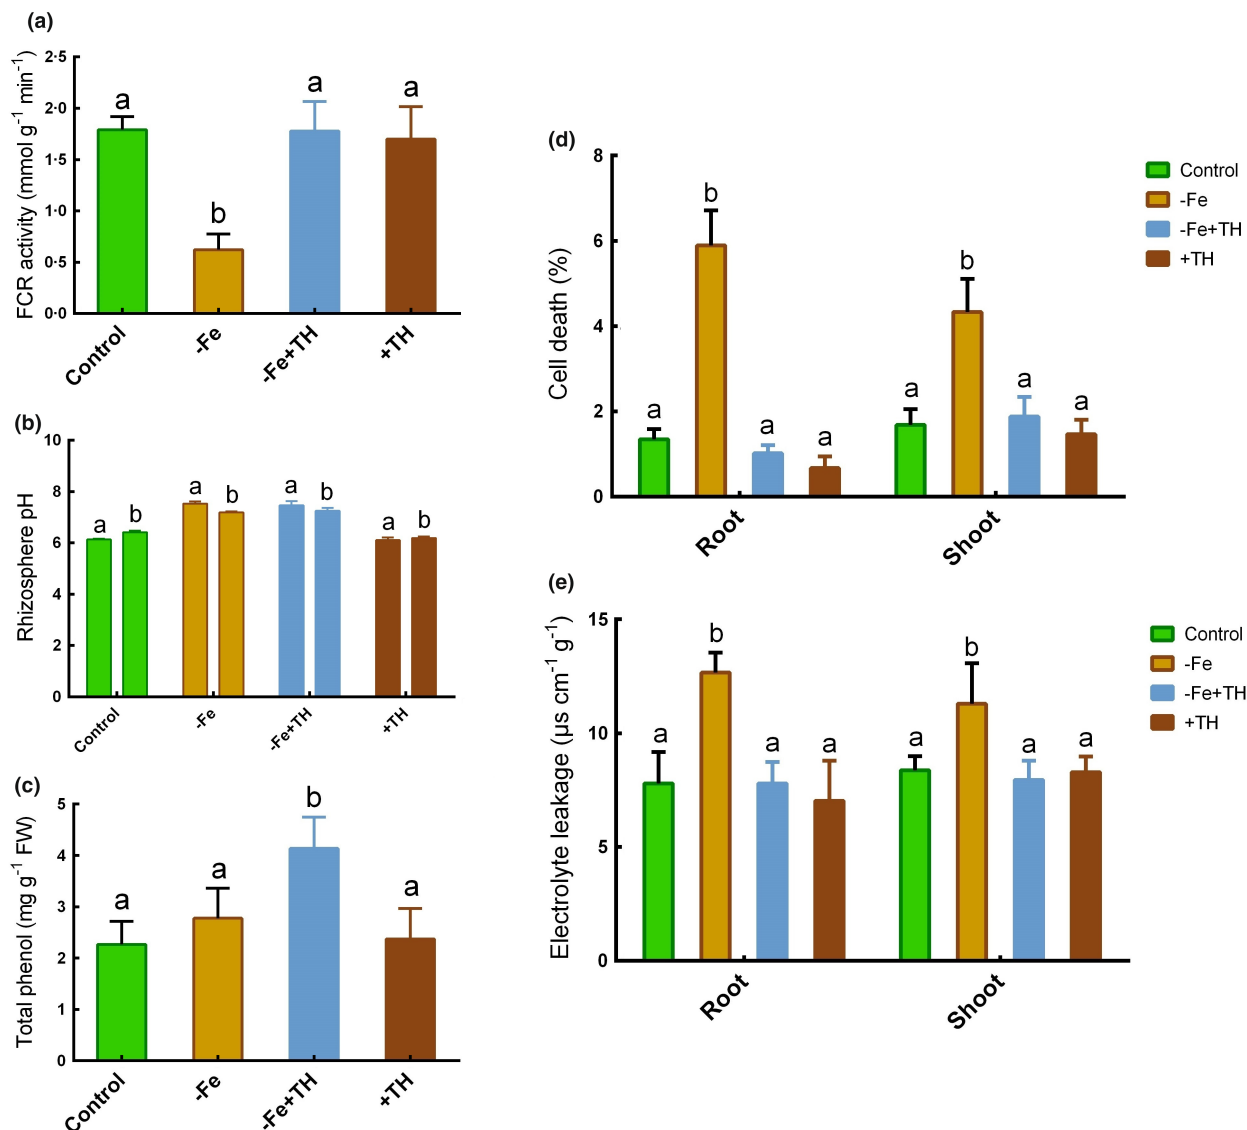 (a)
FCR activity (mmol g⁻¹ min⁻¹)
2·5
2·0
1·5
1·0
0·5
0·0
a
b
a
a
Control
-Fe
-Fe+TH
+TH
(b)
Rhizosphere pH
10
8
6
4
2
0
a
b
a
b
a
b
a
b
Control
-Fe
-Fe+TH
+TH
(c)
Total phenol (mg g⁻¹ FW)
5
4
3
2
1
0
a
a
b
a
Control
-Fe
-Fe+TH
+TH
(d)
Cell death (%)
8
6
4
2
0
a
b
a
a
a
b
a
a
Root
Shoot
Control
-Fe
-Fe+TH
+TH
(e)
Electrolyte leakage (µs cm⁻¹ g⁻¹)
15
10
5
0
a
b
a
a
a
b
a
a
Root
Shoot
Control
-Fe
-Fe+TH
+TH